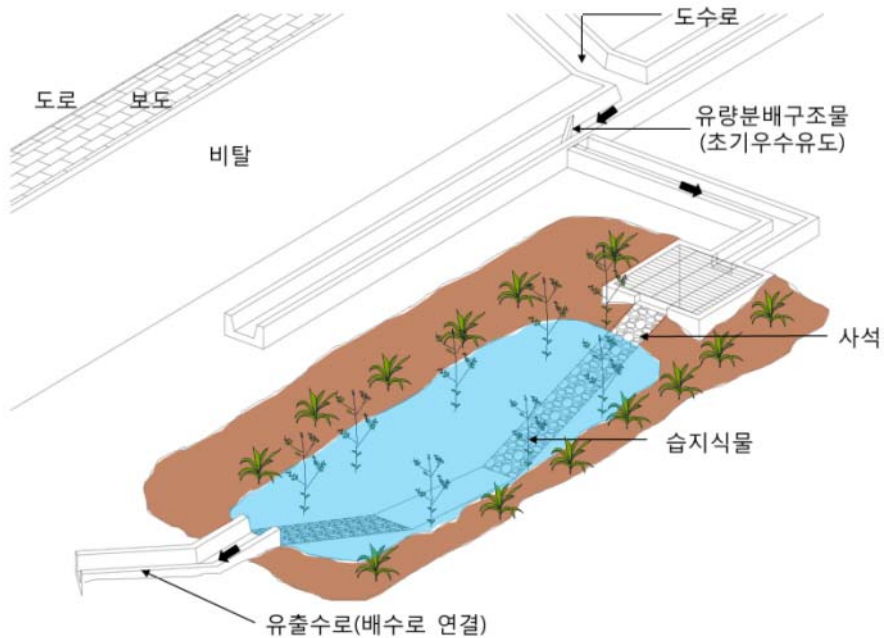 도수로
도로
보도
유량분배구조물
(초기우수유도)
비탈
사석
습지식물
유출수로(배수로 연결)